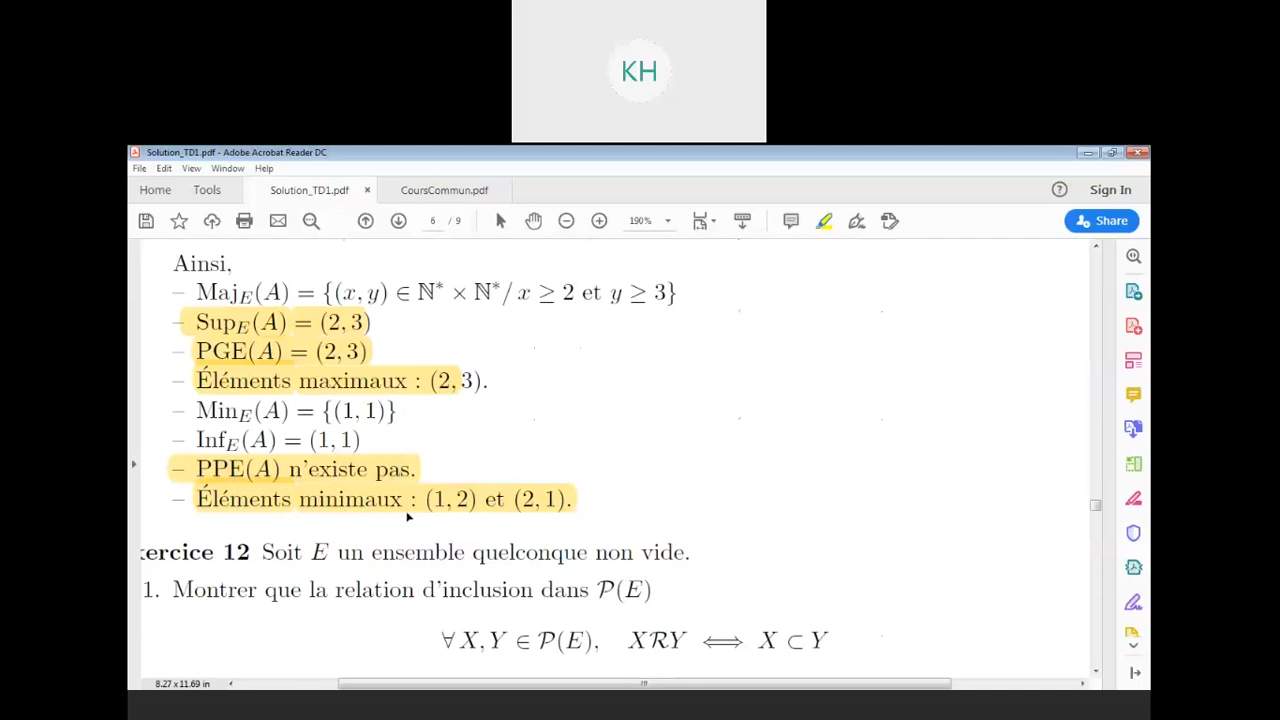 KH
Solution_TD1.pdf - Adobe Acrobat Reader DC
File Edit View Window Help
Home Tools Solution_TD1.pdf × CoursCommun.pdf Sign In
6 / 9 190% Share
Ainsi,
– Maj_E(A) = {(x, y) ∈ ℕ* × ℕ*/ x ≥ 2 et y ≥ 3}
– Sup_E(A) = (2, 3)
– PGE(A) = (2, 3)
– Éléments maximaux : (2, 3).
– Min_E(A) = {(1, 1)}
– Inf_E(A) = (1, 1)
– PPE(A) n'existe pas.
– Éléments minimaux : (1, 2) et (2, 1).
xercice 12 Soit E un ensemble quelconque non vide.
1. Montrer que la relation d'inclusion dans 𝒫(E)
∀ X, Y ∈ 𝒫(E), XℛY ⟺ X ⊂ Y
8.27 x 11.69 in